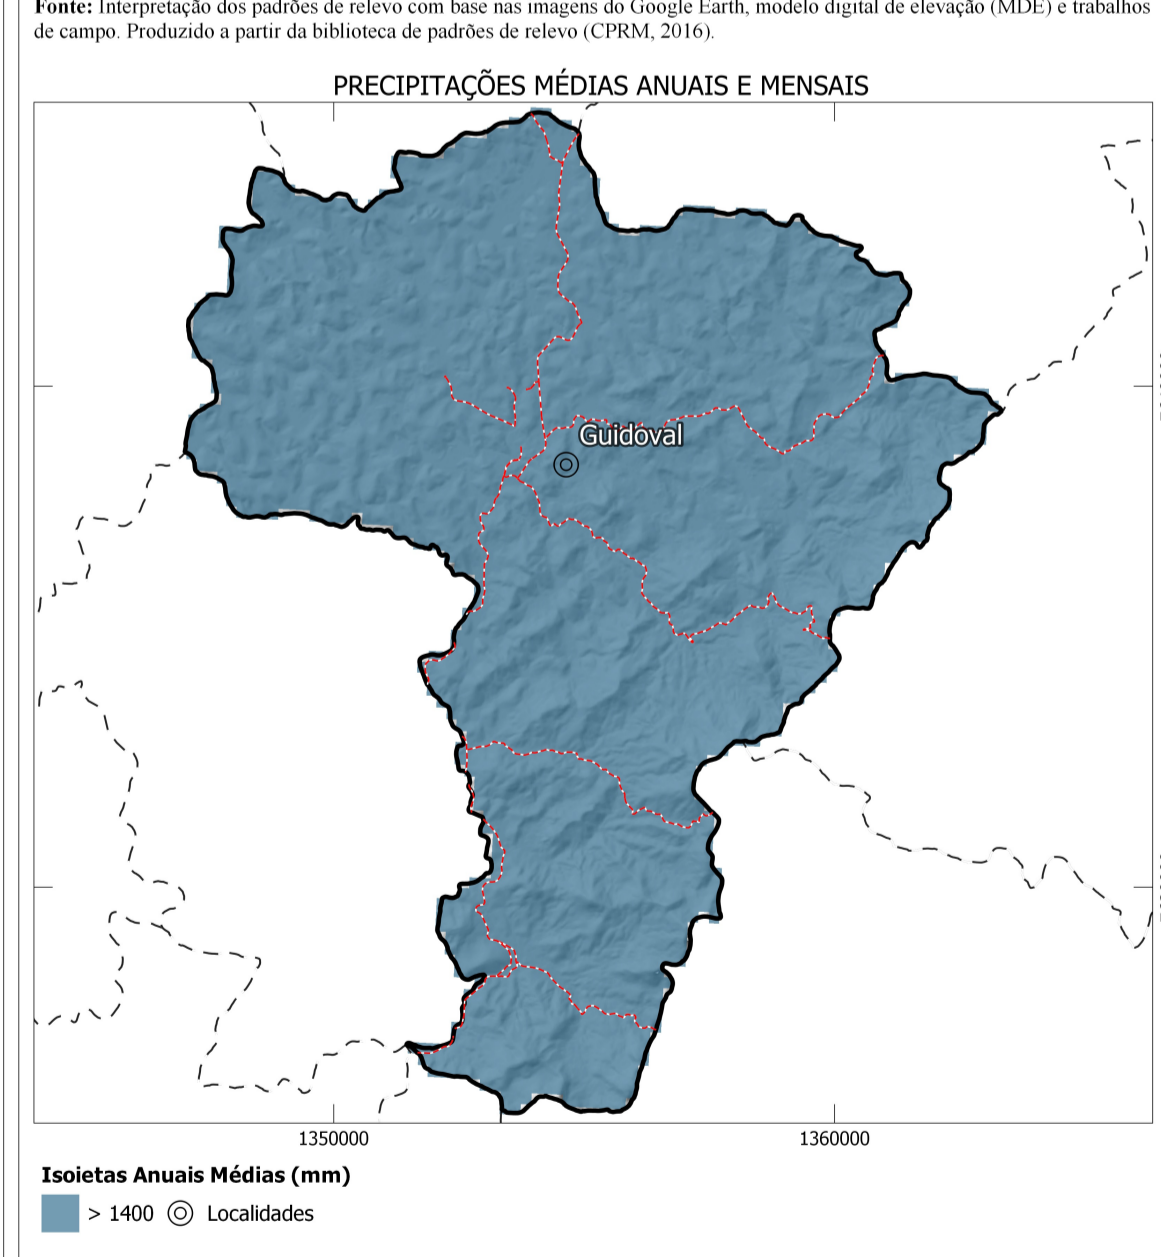 Fonte: Interpretação dos padrões de relevo com base nas imagens do Google Earth, modelo digital de elevação (MDE) e trabalhos
de campo. Produzido a partir da biblioteca de padrões de relevo (CPRM, 2016).
PRECIPITAÇÕES MÉDIAS ANUAIS E MENSAIS
Guidoval
1350000
1360000
Isoietas Anuais Médias (mm)
> 1400 Localidades